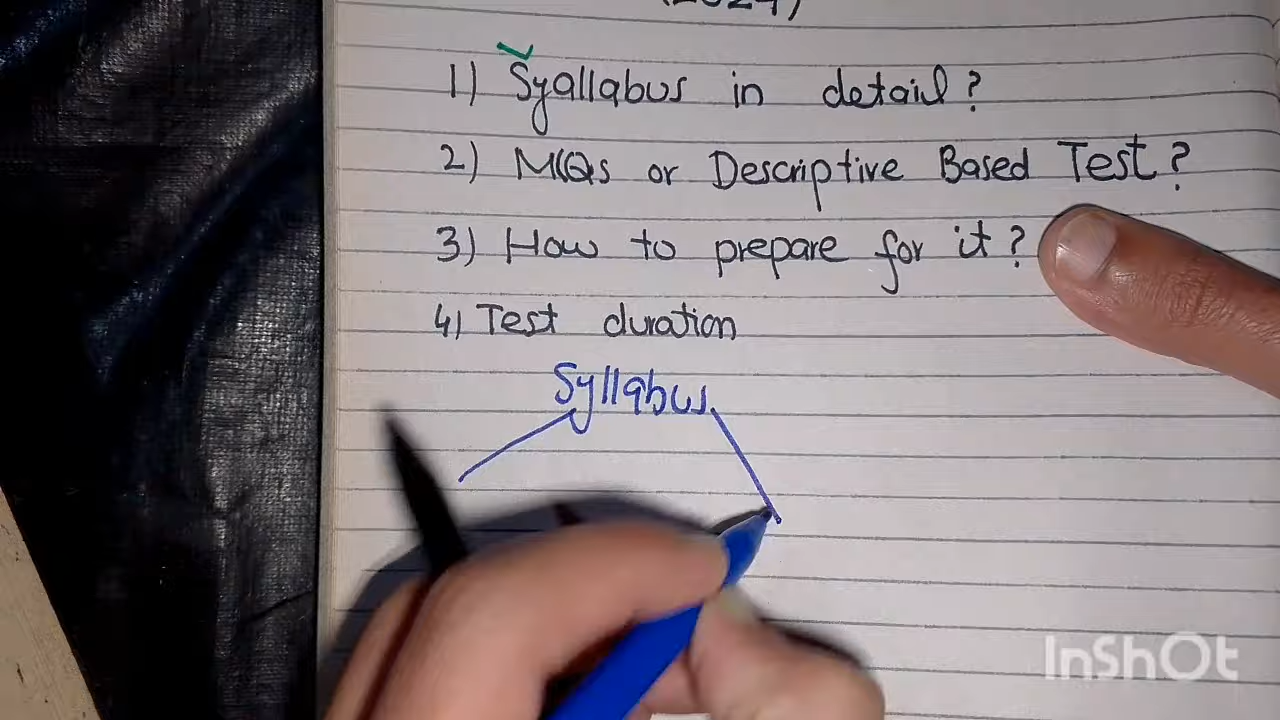 (2024)
1) Syallabus in detail?
2) MCQs or Descriptive Based Test?
3) How to prepare for it?
4) Test duration
Syllabus
InShOt